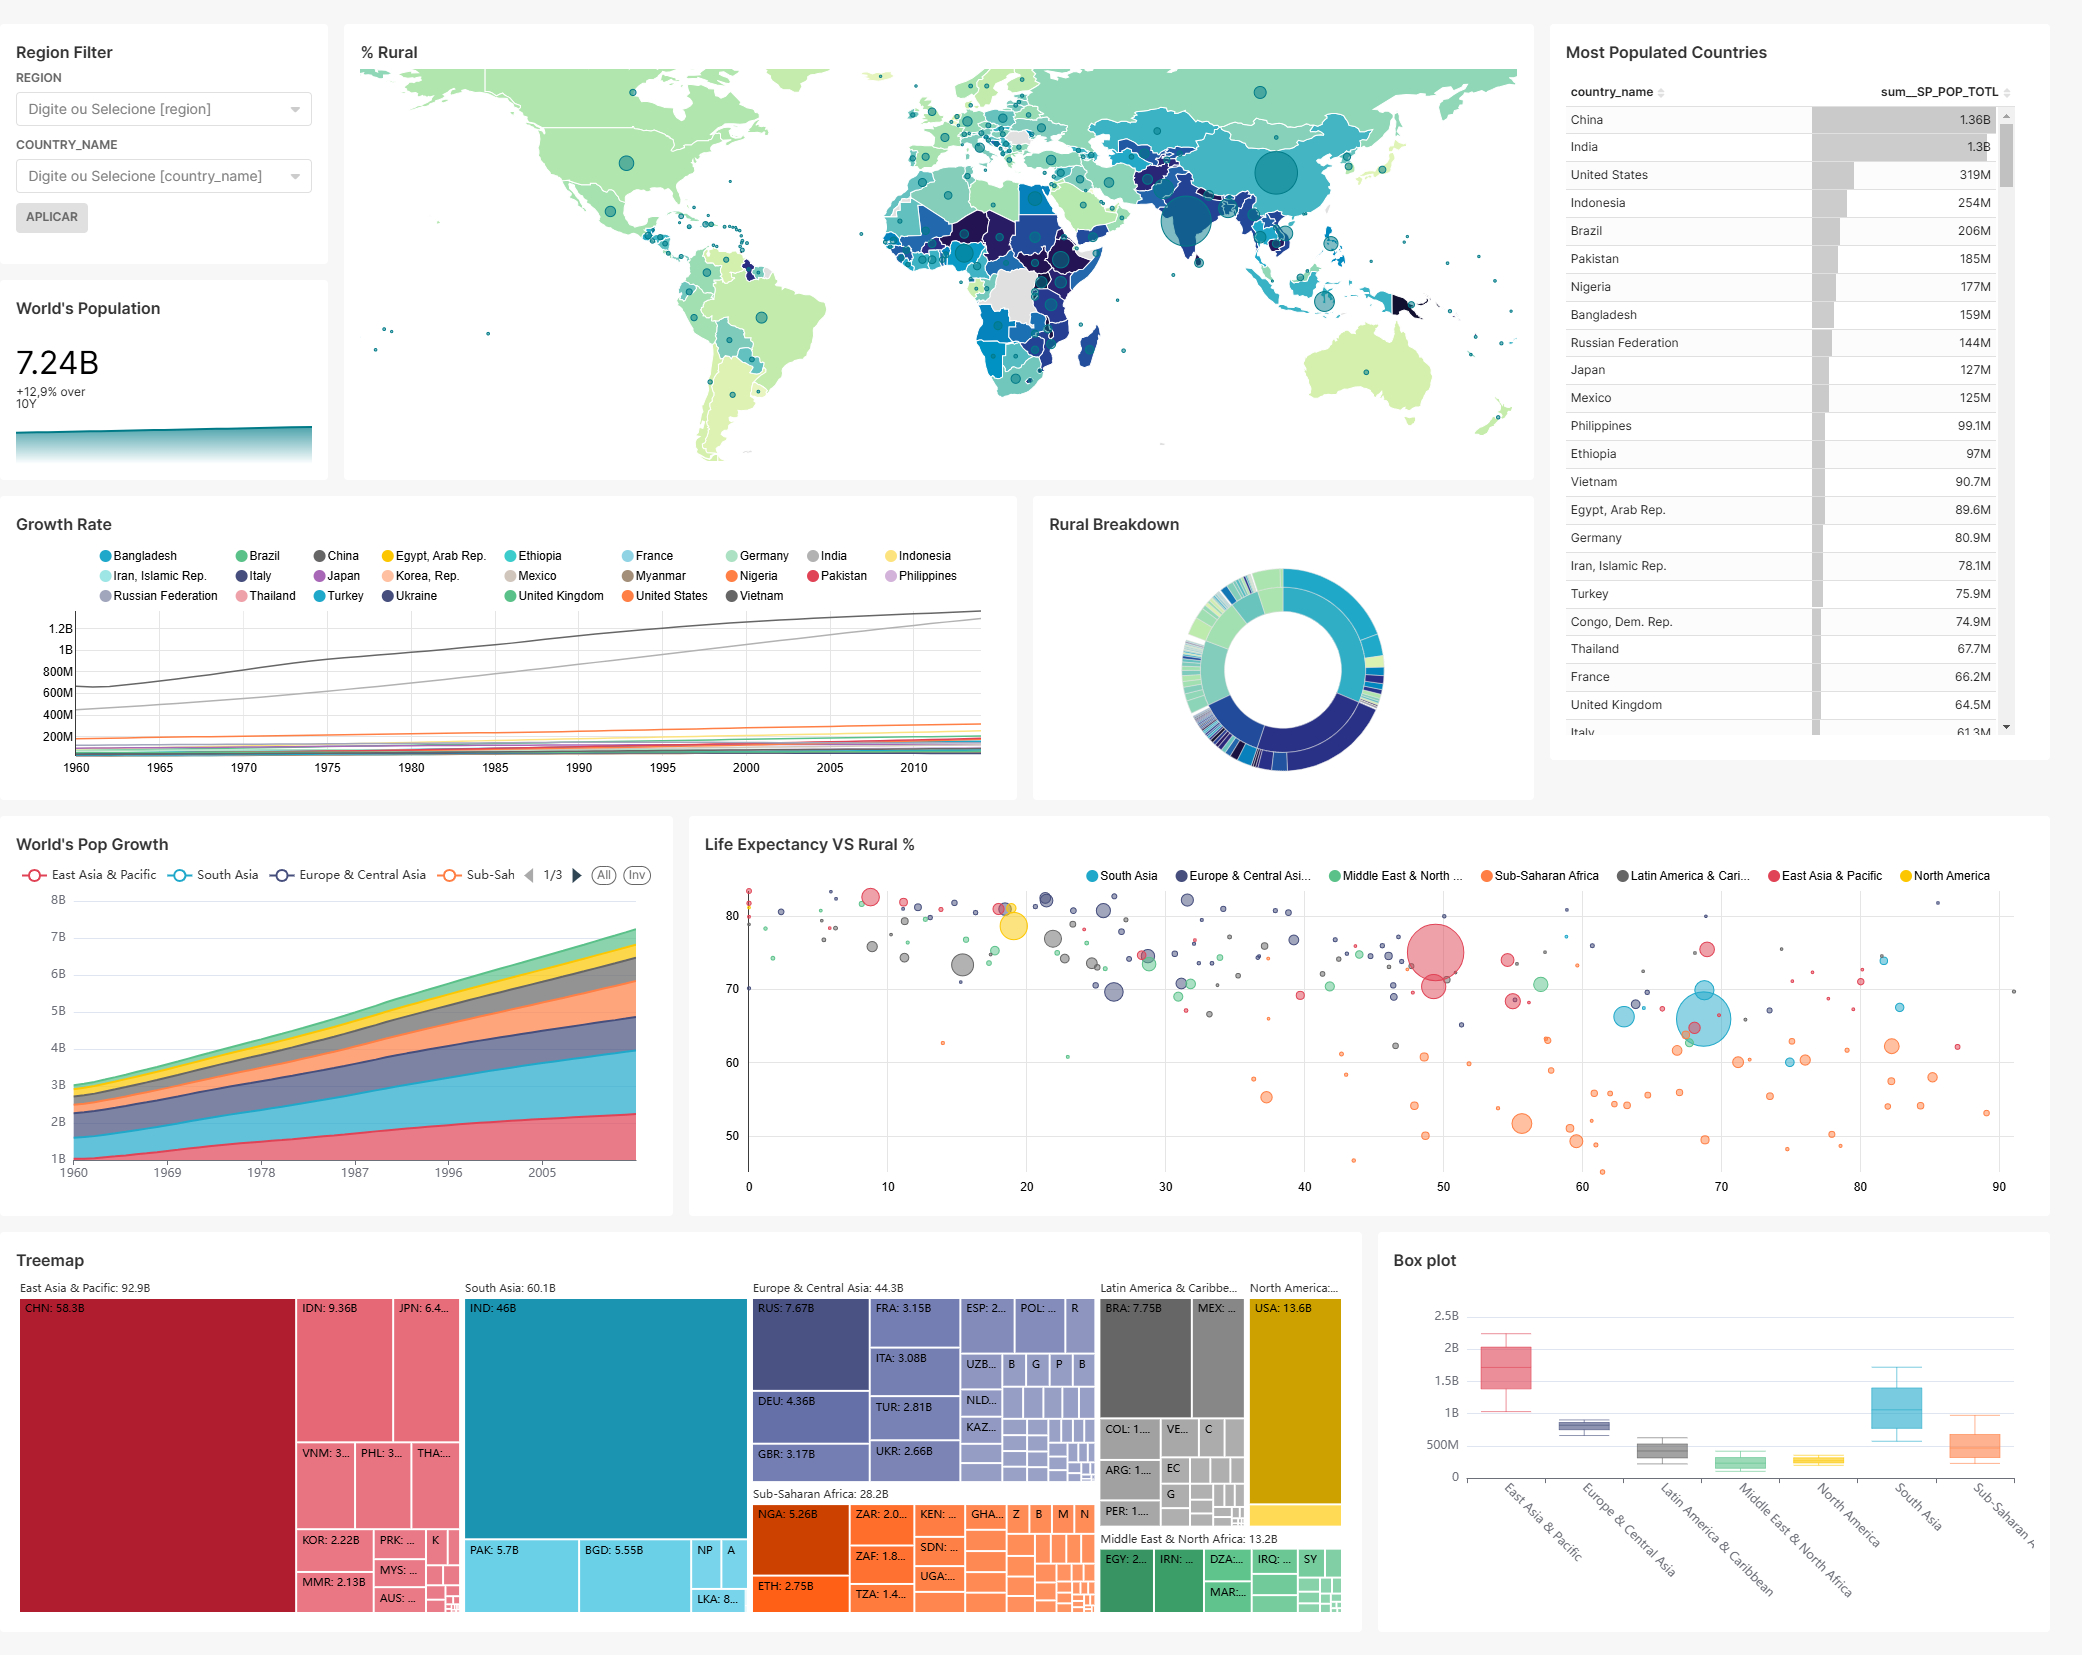 Region Filter
REGION
Digite ou Selecione [region]
COUNTRY_NAME
Digite ou Selecione [country_name]
APLICAR
World's Population
7.24B
+12,9% over
10Y
% Rural
Most Populated Countries
country_name sum__SP_POP_TOTL
China 1.36B
India 1.3B
United States 319M
Indonesia 254M
Brazil 206M
Pakistan 185M
Nigeria 177M
Bangladesh 159M
Russian Federation 144M
Japan 127M
Mexico 125M
Philippines 99.1M
Ethiopia 97M
Vietnam 90.7M
Egypt, Arab Rep. 89.6M
Germany 80.9M
Iran, Islamic Rep. 78.1M
Turkey 75.9M
Congo, Dem. Rep. 74.9M
Thailand 67.7M
France 66.2M
United Kingdom 64.5M
Italy 61.3M
Growth Rate
Bangladesh Brazil China Egypt, Arab Rep. Ethiopia France Germany India Indonesia
Iran, Islamic Rep. Italy Japan Korea, Rep. Mexico Myanmar Nigeria Pakistan Philippines
Russian Federation Thailand Turkey Ukraine United Kingdom United States Vietnam
1.2B
1B
800M
600M
400M
200M
1960 1965 1970 1975 1980 1985 1990 1995 2000 2005 2010
Rural Breakdown
World's Pop Growth
East Asia & Pacific South Asia Europe & Central Asia Sub-Sah 1/3 All Inv
8B
7B
6B
5B
4B
3B
2B
1B
1960 1969 1978 1987 1996 2005
Life Expectancy VS Rural %
South Asia Europe & Central Asi... Middle East & North ... Sub-Saharan Africa Latin America & Cari... East Asia & Pacific North America
80
70
60
50
0 10 20 30 40 50 60 70 80 90
Treemap
East Asia & Pacific: 92.9B
CHN: 58.3B
IDN: 9.36B
JPN: 6.4...
VNM: 3...
PHL: 3...
THA:...
KOR: 2.22B
PRK: ...
K
MYS: ...
MMR: 2.13B
AUS: ...
South Asia: 60.1B
IND: 46B
PAK: 5.7B
BGD: 5.55B
NP
A
LKA: 8...
Europe & Central Asia: 44.3B
RUS: 7.67B
FRA: 3.15B
ESP: 2...
POL: ...
R
ITA: 3.08B
UZB...
B
G
P
B
DEU: 4.36B
TUR: 2.81B
NLD...
KAZ...
GBR: 3.17B
UKR: 2.66B
Sub-Saharan Africa: 28.2B
NGA: 5.26B
ZAR: 2.0...
KEN: ...
GHA...
Z
B
M
N
ZAF: 1.8...
SDN: ...
UGA:...
ETH: 2.75B
TZA: 1.4...
Latin America & Caribbe...
BRA: 7.75B
MEX: ...
COL: 1....
VE...
C
ARG: 1....
EC
G
PER: 1....
North America:...
USA: 13.6B
Middle East & North Africa: 13.2B
EGY: 2...
IRN: ...
DZA:...
IRQ: ...
SY
MAR:...
Box plot
2.5B
2B
1.5B
1B
500M
0
East Asia & Pacific
Europe & Central Asia
Latin America & Caribbean
Middle East & North Africa
North America
South Asia
Sub-Saharan A